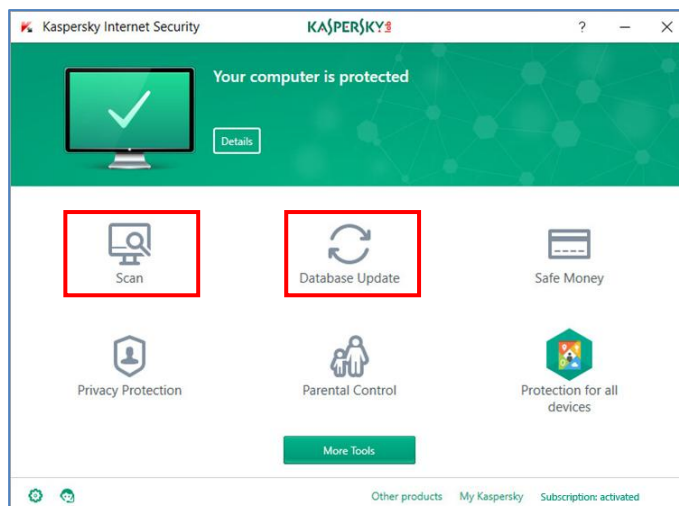 Kaspersky Internet Security
KASPERSKY lab
?
Your computer is protected
Details
Scan
Database Update
Safe Money
Privacy Protection
Parental Control
Protection for all
devices
More Tools
Other products My Kaspersky Subscription: activated